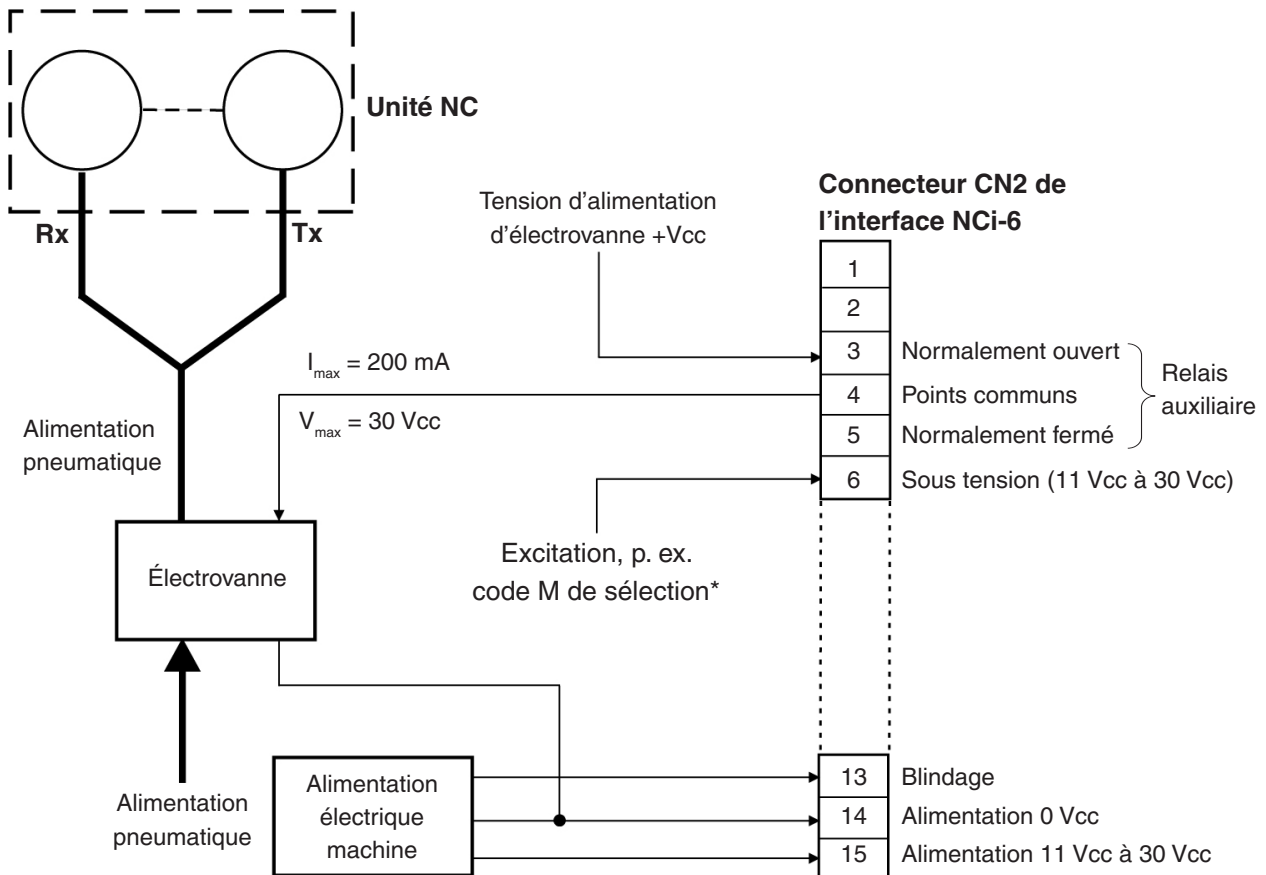 Unité NC
Rx
Tx
Connecteur CN2 de
l'interface NCi-6
Tension d'alimentation
d'électrovanne +Vcc
1
2
3 Normalement ouvert
4 Points communs
5 Normalement fermé
6 Sous tension (11 Vcc à 30 Vcc)
Relais
auxiliaire
Imax = 200 mA
Vmax = 30 Vcc
Alimentation
pneumatique
Électrovanne
Excitation, p. ex.
code M de sélection*
Alimentation
pneumatique
Alimentation
électrique
machine
13 Blindage
14 Alimentation 0 Vcc
15 Alimentation 11 Vcc à 30 Vcc